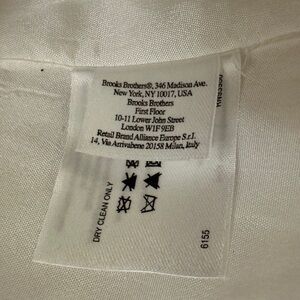 Brooks Brothers®, 346 Madison Ave.
New York, NY 10017, USA
Brooks Brothers
First Floor
10-11 Lower John Street
London W1F 9EB
Retail Brand Alliance Europe S.r.l.
14, Via Arrivabene 20158 Milan, Italy
DRY CLEAN ONLY
6155